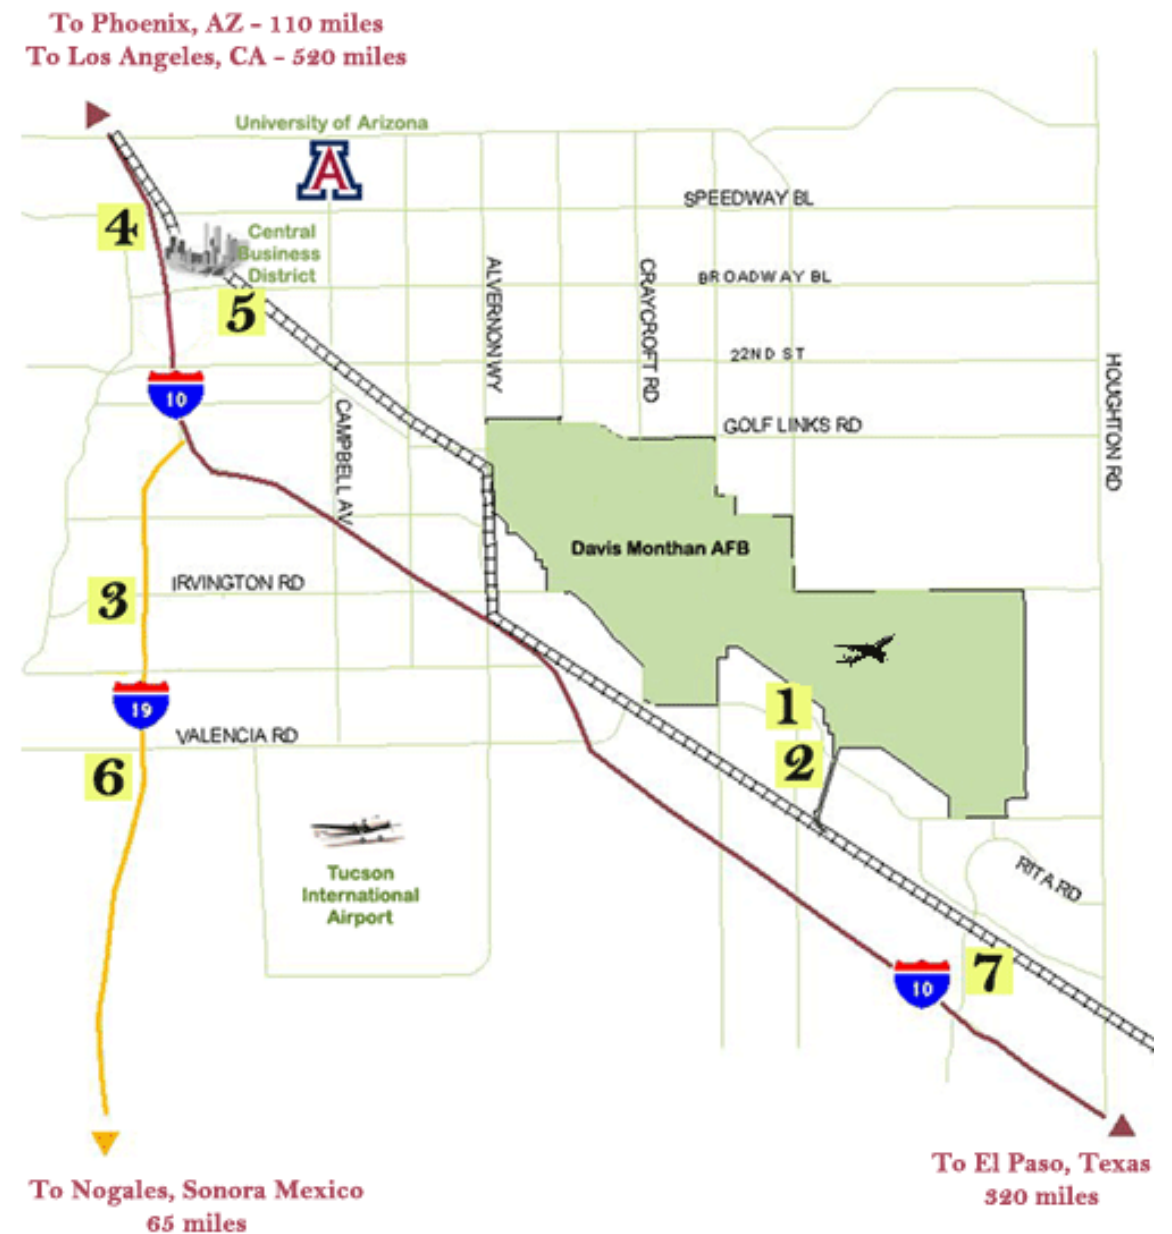 To Phoenix, AZ - 110 miles
To Los Angeles, CA - 520 miles
University of Arizona
A
SPEEDWAY BL
4
Central
Business
District
BROADWAY BL
5
ALVERNON WY
CRAYCROFT RD
22ND ST
HOUGHTON RD
10
CAMPBELL AV
GOLF LINKS RD
Davis Monthan AFB
IRVINGTON RD
3
19
1
VALENCIA RD
2
6
Tucson
International
Airport
RITA RD
7
10
To El Paso, Texas
320 miles
To Nogales, Sonora Mexico
65 miles